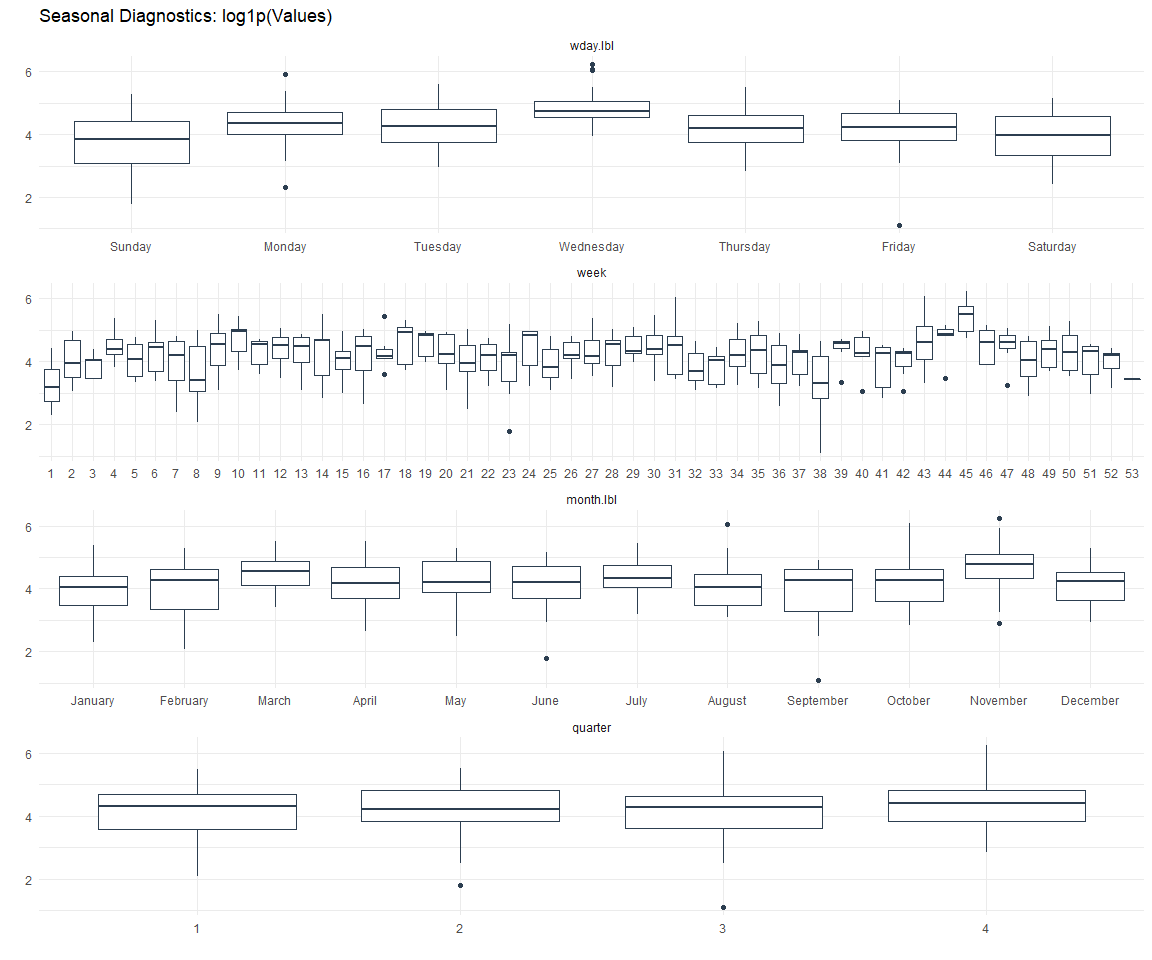 Seasonal Diagnostics: log1p(Values)
wday.lbl
6
4
2
Sunday Monday Tuesday Wednesday Thursday Friday Saturday
week
6
4
2
1 2 3 4 5 6 7 8 9 10 11 12 13 14 15 16 17 18 19 20 21 22 23 24 25 26 27 28 29 30 31 32 33 34 35 36 37 38 39 40 41 42 43 44 45 46 47 48 49 50 51 52 53
month.lbl
6
4
2
January February March April May June July August September October November December
quarter
6
4
2
1 2 3 4